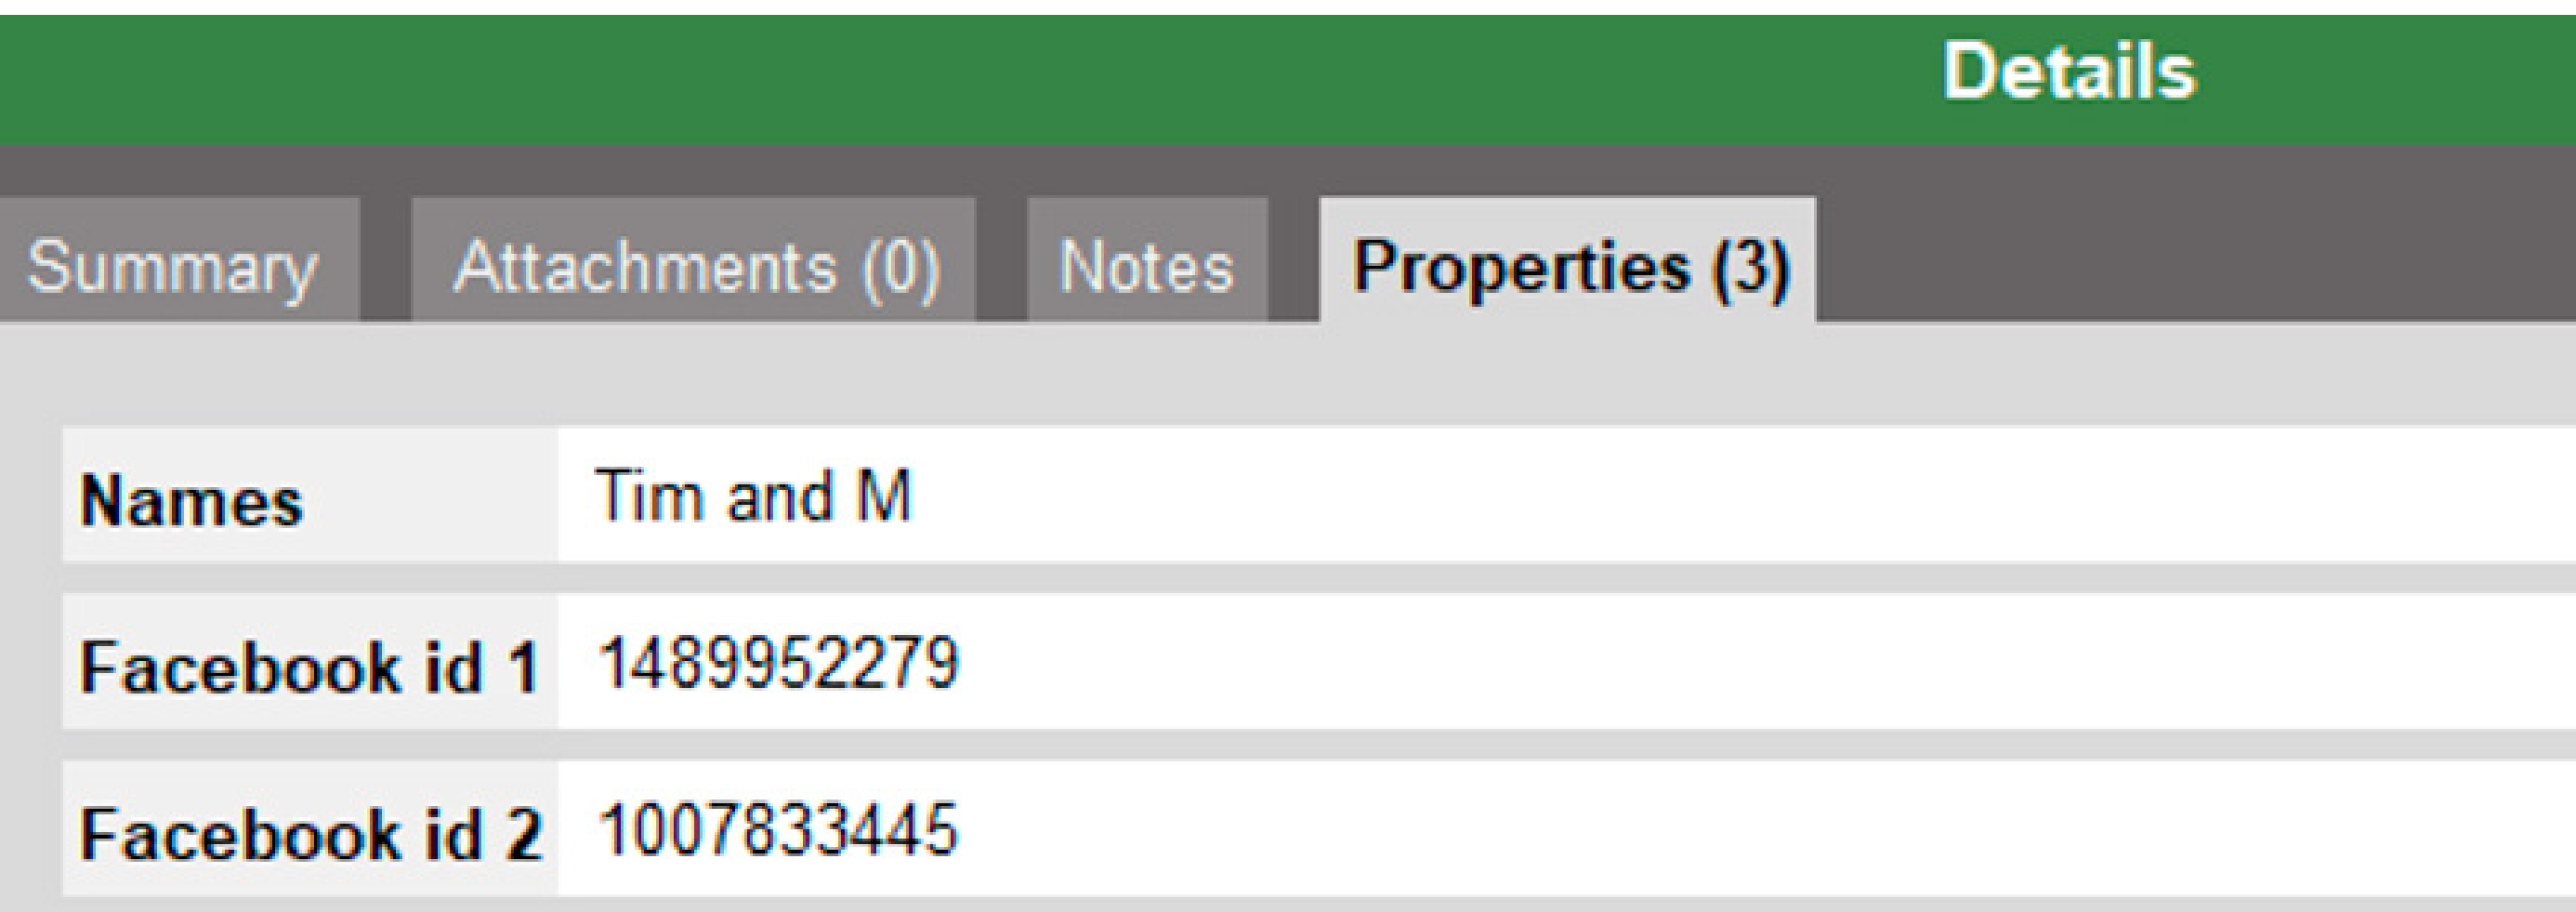 Details
Summary Attachments (0) Notes Properties (3)
Names Tim and M
Facebook id 1 1489952279
Facebook id 2 1007833445